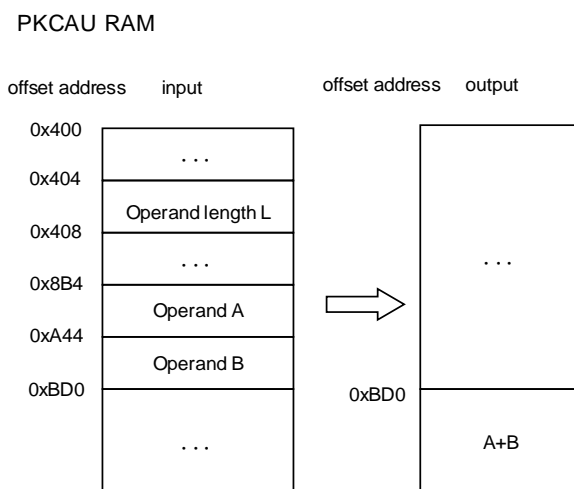 PKCAU RAM
offset address input
0x400
. . .
0x404
Operand length L
0x408
. . .
0x8B4
Operand A
0xA44
Operand B
0xBD0
. . .
offset address output
. . .
0xBD0
A+B